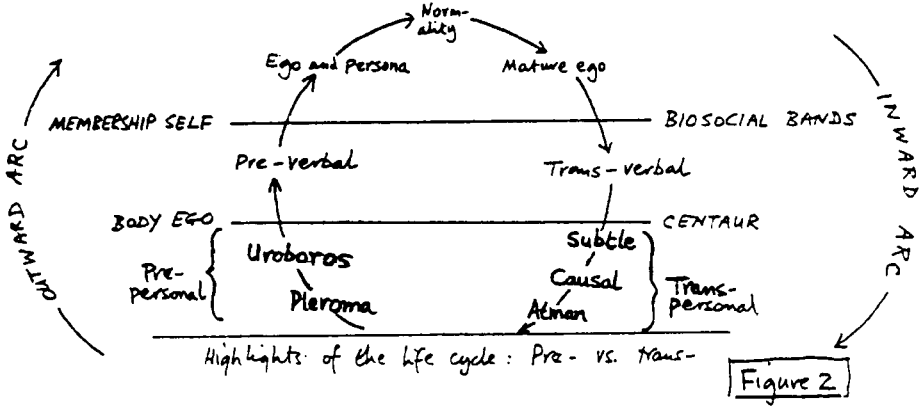 Norm-
ality
Ego and persona
Mature ego
MEMBERSHIP SELF
BIOSOCIAL BANDS
Pre-verbal
Trans-verbal
BODY EGO
CENTAUR
Uroboros
Pleroma
Pre-
personal
Subtle
Causal
Atman
Trans-
personal
OUTWARD ARC
INWARD ARC
Highlights of the life cycle: Pre- vs. trans-
Figure 2